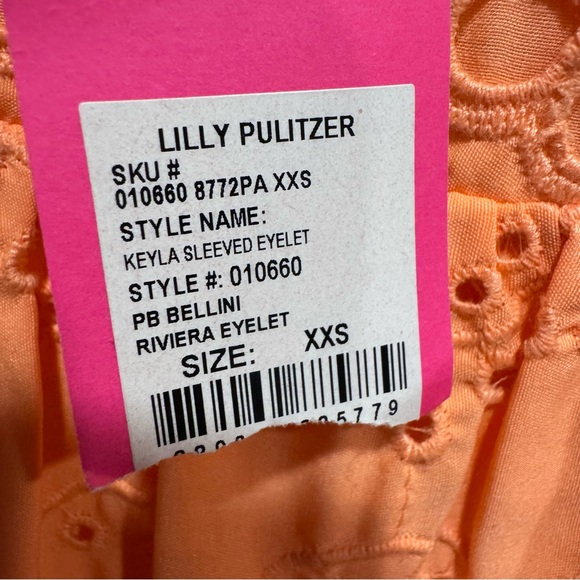 LILLY PULITZER
SKU #
010660 8772PA XXS
STYLE NAME:
KEYLA SLEEVED EYELET
STYLE #: 010660
PB BELLINI
RIVIERA EYELET
SIZE: XXS
5779